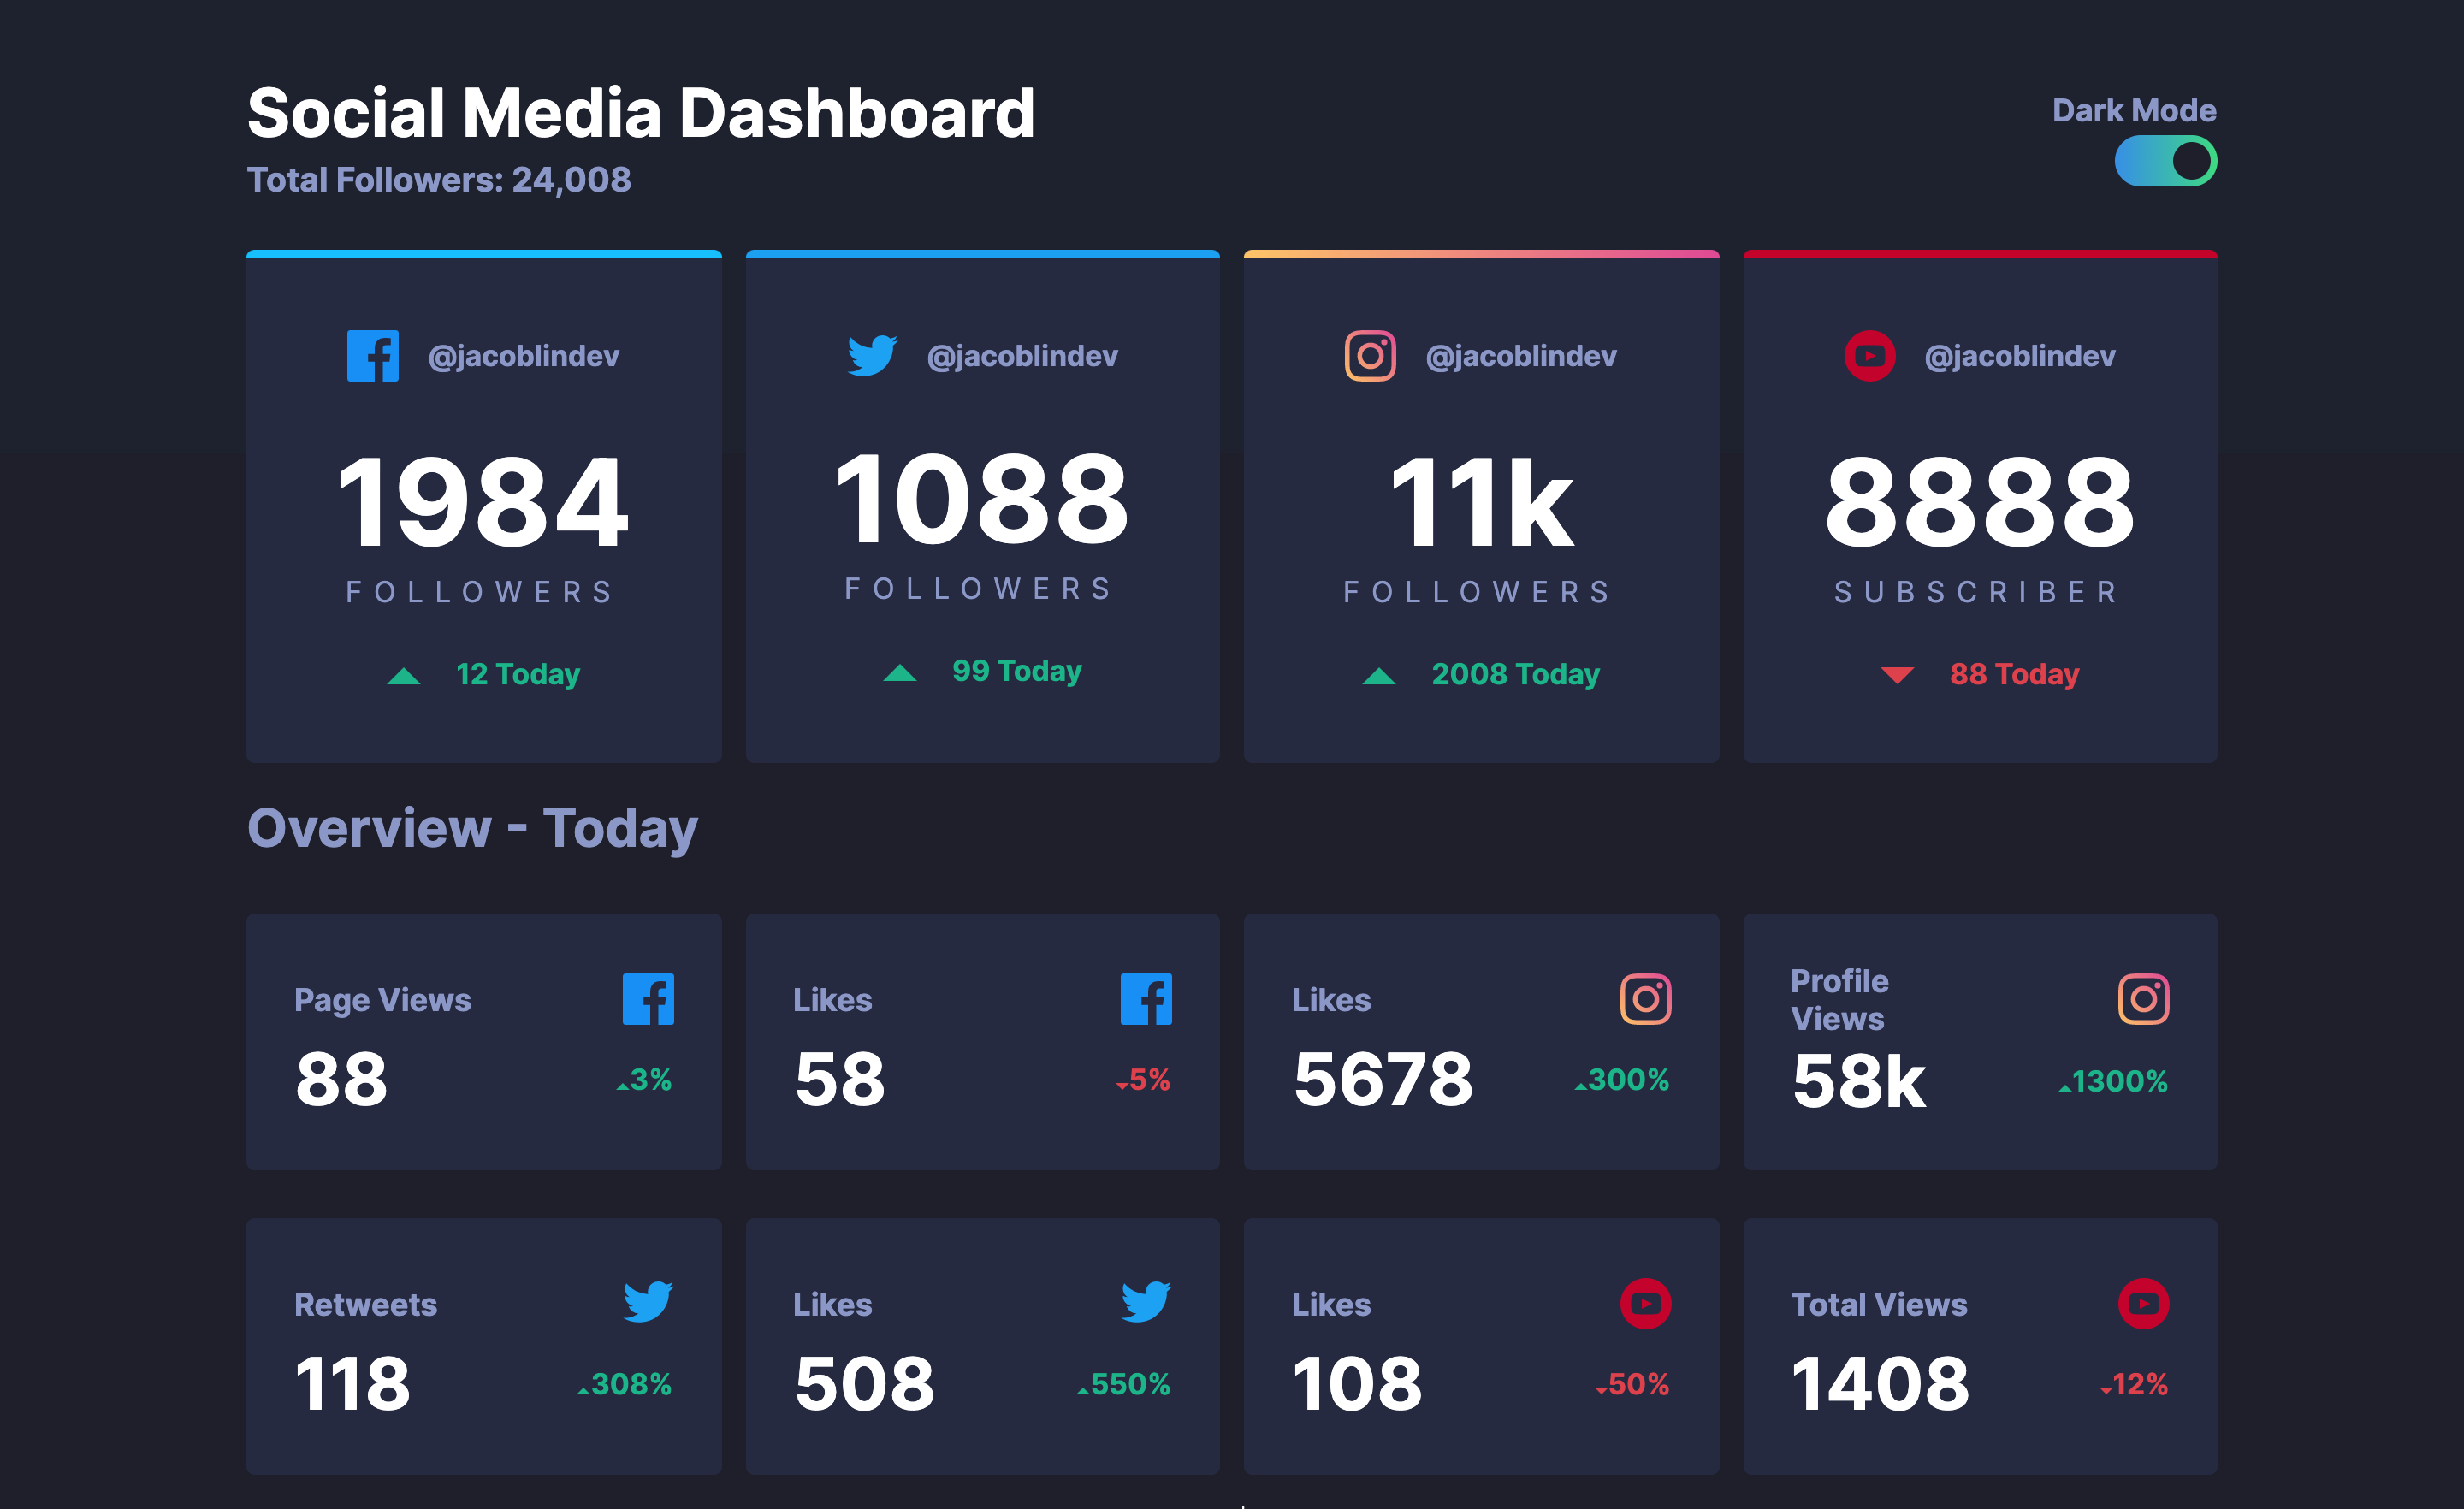 Social Media Dashboard
Total Followers: 24,008
Dark Mode
@jacoblindev
1984
FOLLOWERS
12 Today
@jacoblindev
1088
FOLLOWERS
99 Today
@jacoblindev
11k
FOLLOWERS
2008 Today
@jacoblindev
8888
SUBSCRIBER
88 Today
Overview - Today
Page Views
88
3%
Likes
58
5%
Likes
5678
300%
Profile
Views
58k
1300%
Retweets
118
308%
Likes
508
550%
Likes
108
50%
Total Views
1408
12%